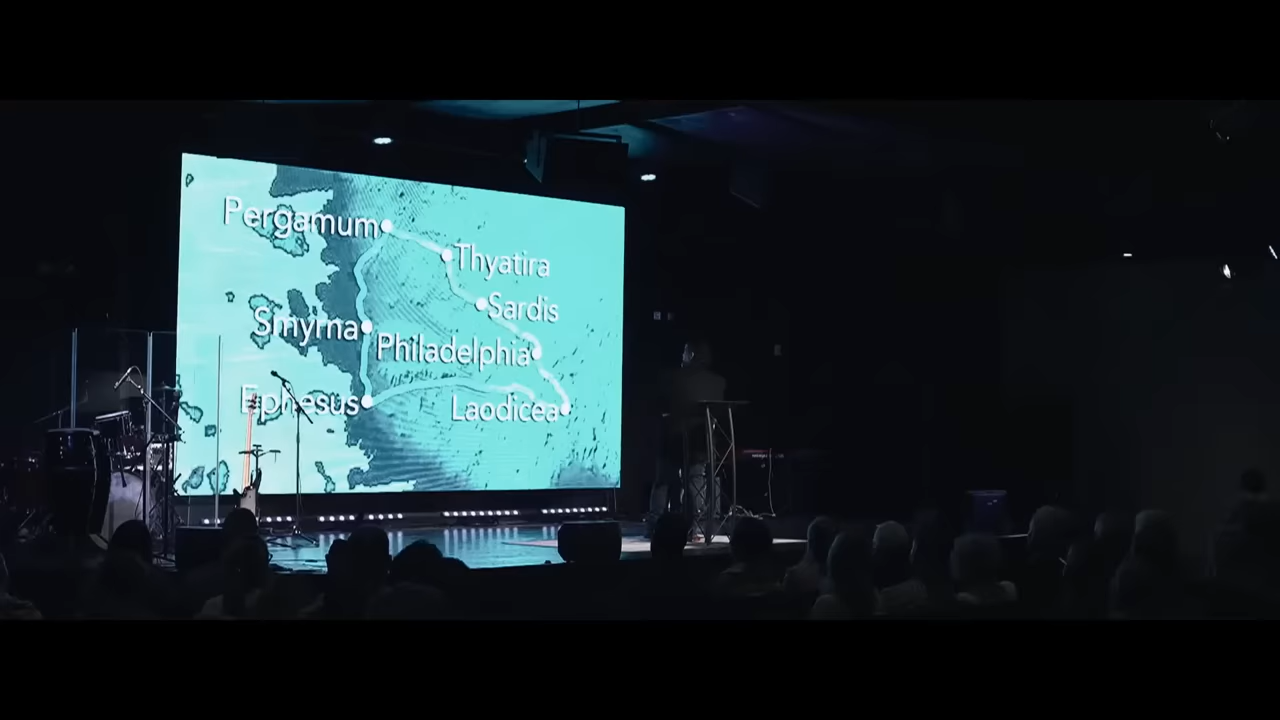 Pergamum
Thyatira
Sardis
Smyrna
Philadelphia
Ephesus
Laodicea